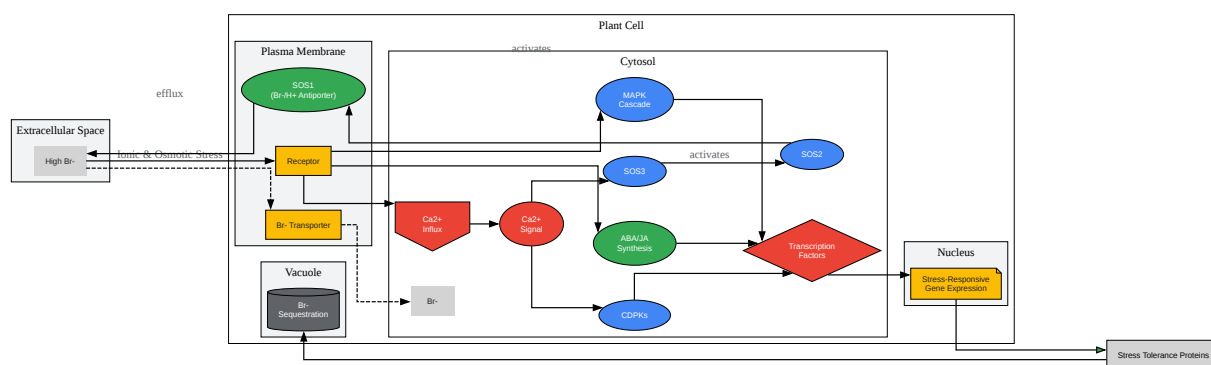 Plant Cell
Plasma Membrane
activates
Cytosol
SOS1
(Br-/H+ Antiporter)
MAPK
Cascade
efflux
Extracellular Space
High Br-
Ionic & Osmotic Stress
Receptor
SOS3
activates
SOS2
Br- Transporter
Ca2+
Influx
Ca2+
Signal
ABA/JA
Synthesis
Transcription
Factors
Nucleus
Stress-Responsive
Gene Expression
Vacuole
Br-
Sequestration
Br-
CDPKs
Stress Tolerance Proteins